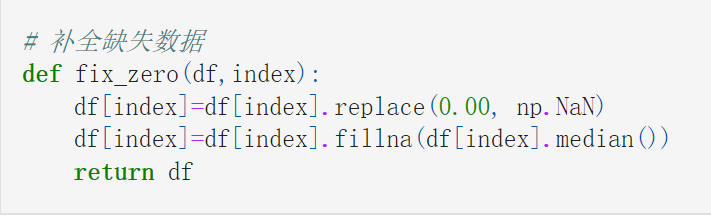 # 补全缺失数据
def fix_zero(df,index):
    df[index]=df[index].replace(0.00, np.NaN)
    df[index]=df[index].fillna(df[index].median())
    return df